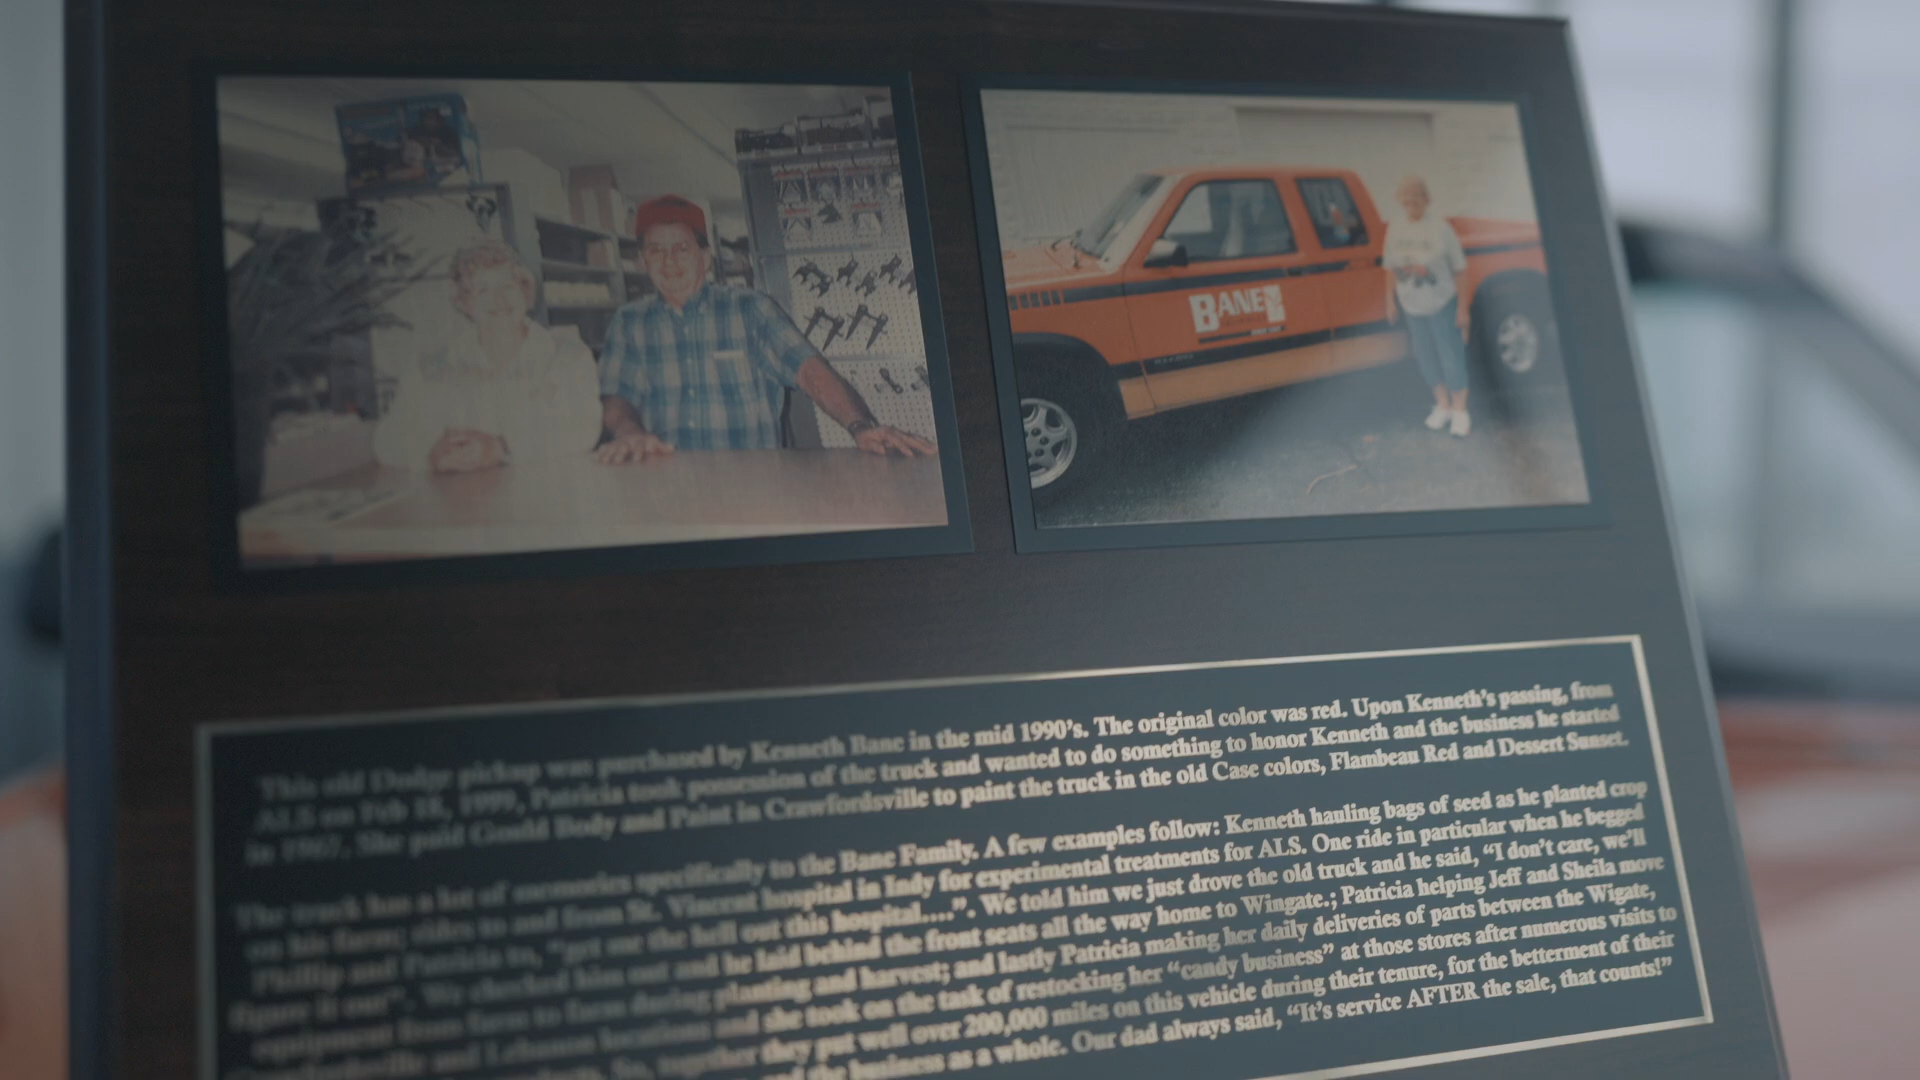 BANE
This old Dodge pickup was purchased by Kenneth Bane in the mid 1990's. The original color was red. Upon Kenneth's passing, from
ALS on Feb 18, 1999, Patricia took possession of the truck and wanted to do something to honor Kenneth and the business he started
in 1967. She paid Gould Body and Paint in Crawfordsville to paint the truck in the old Case colors, Flambeau Red and Dessert Sunset.
The truck has a lot of memories specifically to the Bane Family. A few examples follow: Kenneth hauling bags of seed as he planted crop
on his farm; rides to and from St. Vincent hospital in Indy for experimental treatments for ALS. One ride in particular when he begged
Phillip and Patricia to, "get me the hell out this hospital....". We told him we just drove the old truck and he said, "I don't care, we'll
figure it out". We checked him out and he laid behind the front seats all the way home to Wingate.; Patricia helping Jeff and Sheila move
equipment from farm to farm during planting and harvest; and lastly Patricia making her daily deliveries of parts between the Wigate,
Crawfordsville and Lebanon locations and she took on the task of restocking her "candy business" at those stores after numerous visits to
So, together they put well over 200,000 miles on this vehicle during their tenure, for the betterment of their
and the business as a whole. Our dad always said, "It's service AFTER the sale, that counts!"